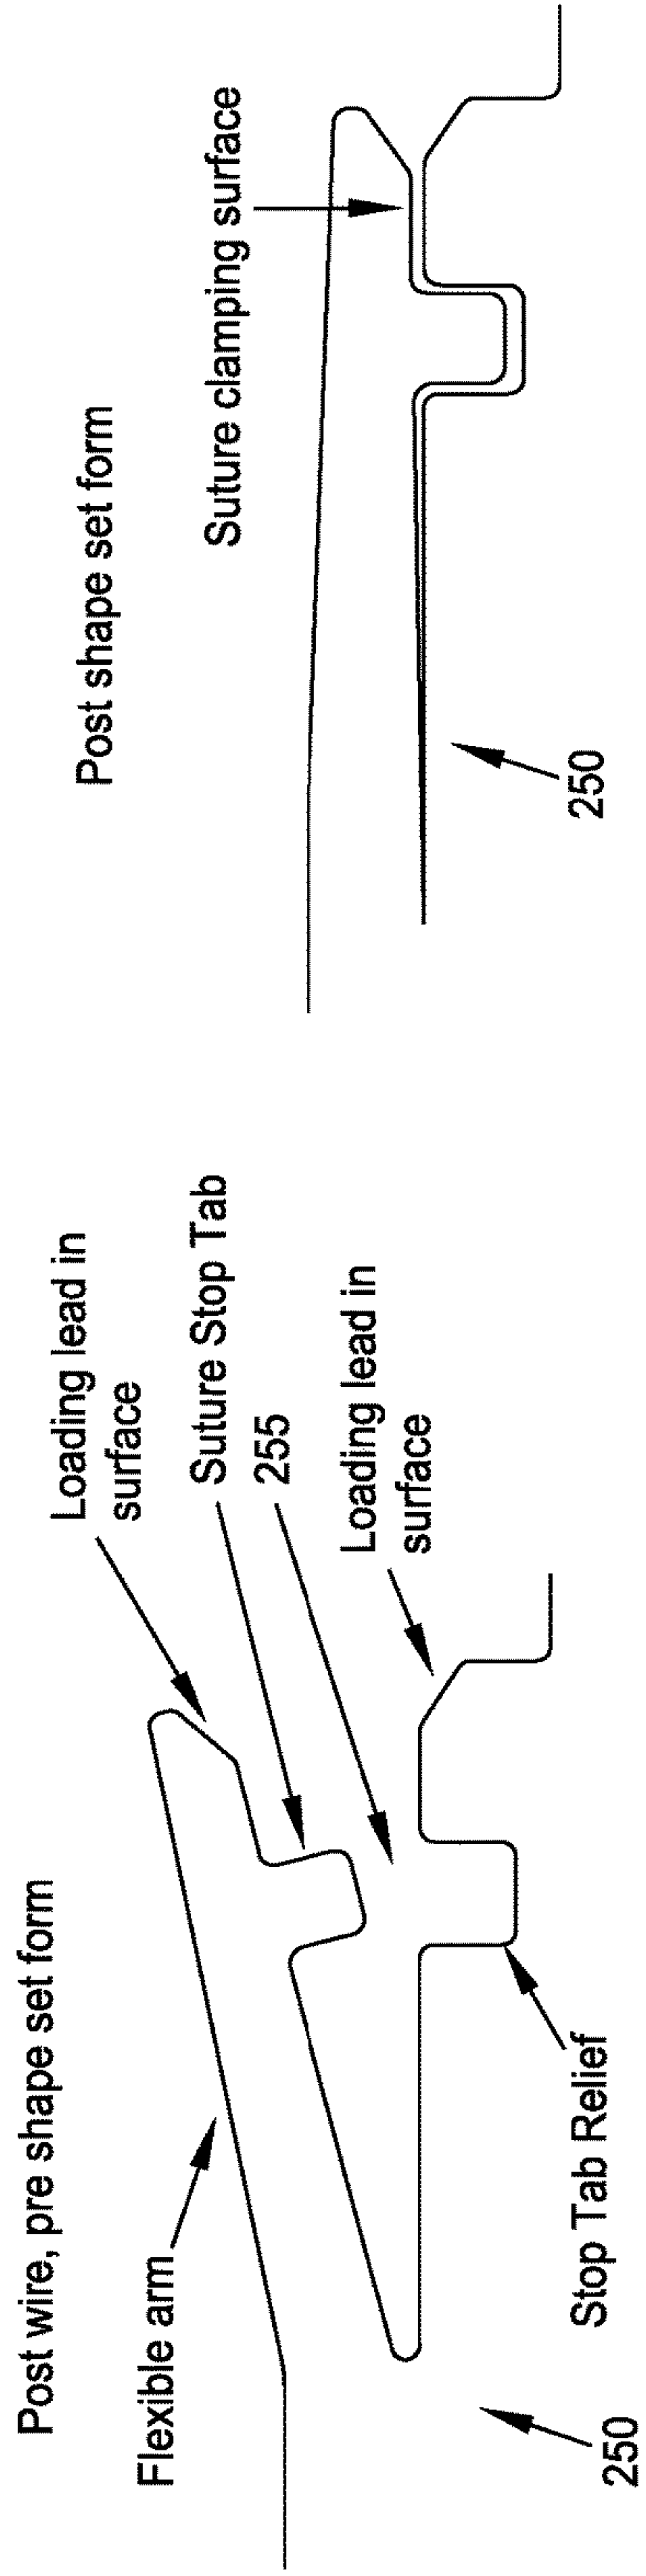 Post wire, pre shape set form
Flexible arm
Loading lead in
surface
Suture Stop Tab
255
Loading lead in
surface
Stop Tab Relief
250
Post shape set form
Suture clamping surface
250